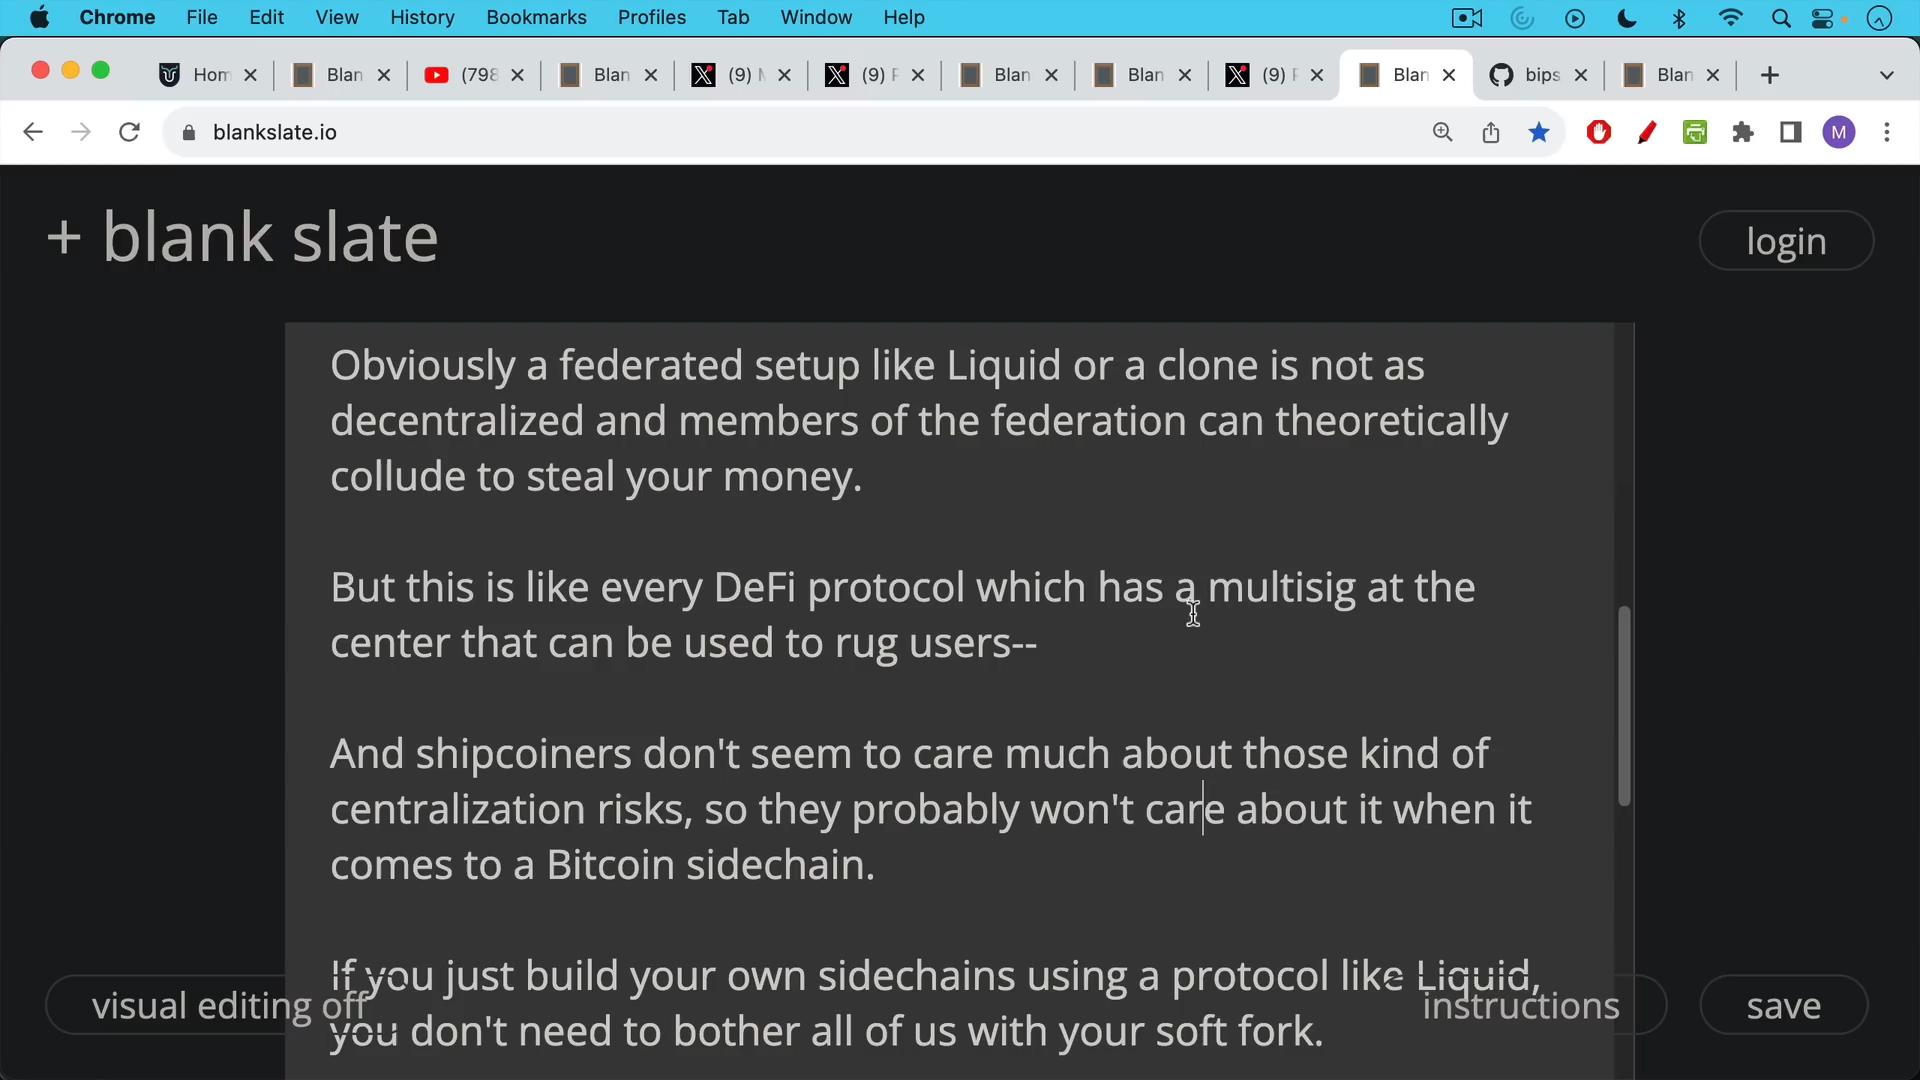 Chrome File Edit View History Bookmarks Profiles Tab Window Help
Hom Blan (798 Blan (9) (9) Blan Blan (9) Blan bips Blan
blankslate.io M
+ blank slate
login
Obviously a federated setup like Liquid or a clone is not as
decentralized and members of the federation can theoretically
collude to steal your money.
But this is like every DeFi protocol which has a multisig at the
center that can be used to rug users--
And shipcoiners don't seem to care much about those kind of
centralization risks, so they probably won't care about it when it
comes to a Bitcoin sidechain.
If you just build your own sidechains using a protocol like Liquid,
you don't need to bother all of us with your soft fork.
visual editing off
instructions
save